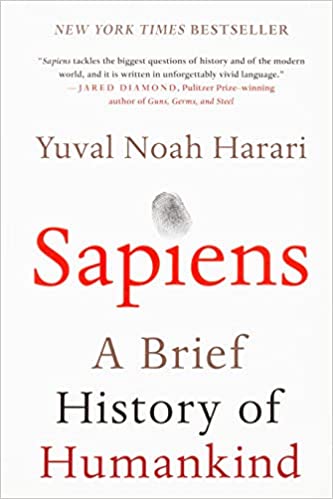 NEW YORK TIMES BESTSELLER
"Sapiens tackles the biggest questions of history and of the modern
world, and it is written in unforgettably vivid language."
—JARED DIAMOND, Pulitzer Prize–winning
author of Guns, Germs, and Steel
Yuval Noah Harari
Sapiens
A Brief
History of
Humankind